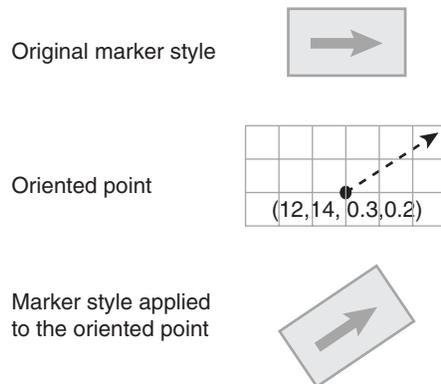 Original marker style
Oriented point
(12,14, 0.3,0.2)
Marker style applied
to the oriented point